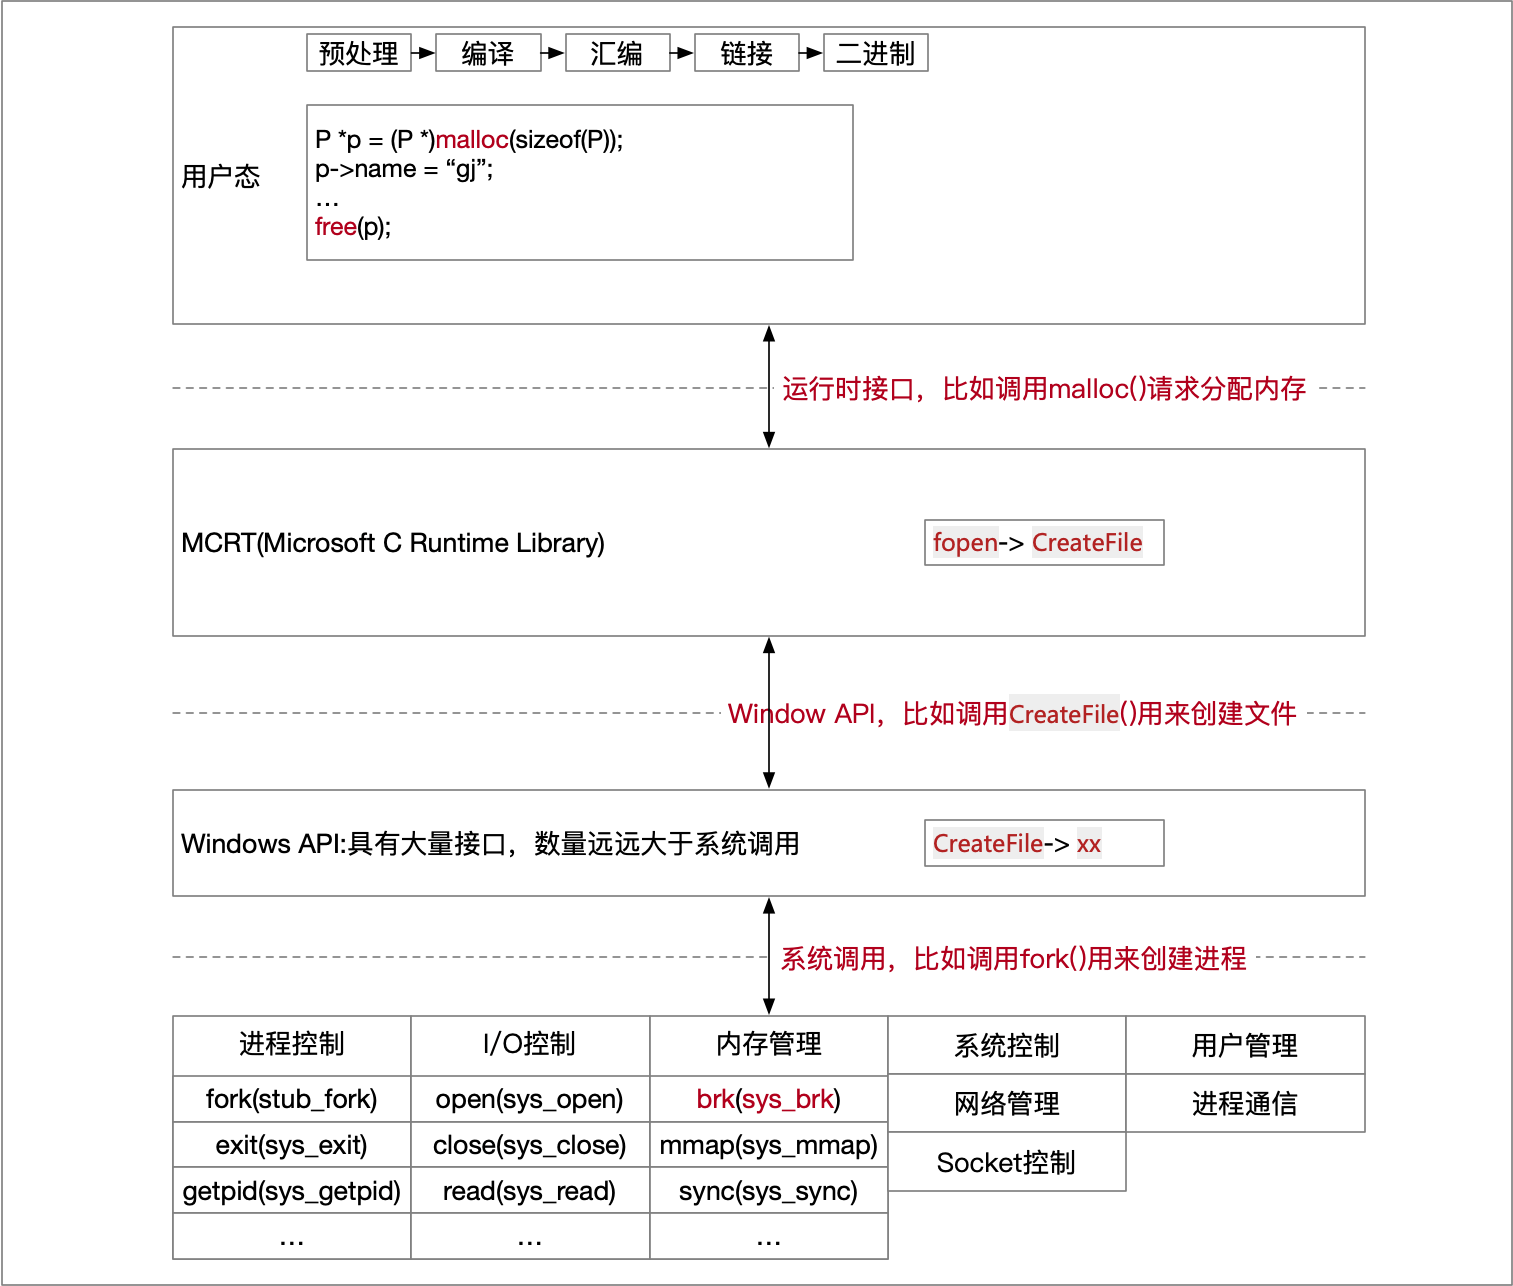 预处理 编译 汇编 链接 二进制
P *p = (P *)malloc(sizeof(P));
p->name = “gj”;
...
free(p);
用户态
运行时接口，比如调用malloc()请求分配内存
MCRT(Microsoft C Runtime Library)
fopen-> CreateFile
Window API，比如调用CreateFile()用来创建文件
Windows API:具有大量接口，数量远远大于系统调用
CreateFile-> xx
系统调用，比如调用fork()用来创建进程
进程控制 I/O控制 内存管理 系统控制 用户管理
fork(stub_fork) open(sys_open) brk(sys_brk) 网络管理 进程通信
exit(sys_exit) close(sys_close) mmap(sys_mmap) Socket控制
getpid(sys_getpid) read(sys_read) sync(sys_sync)
... ... ...